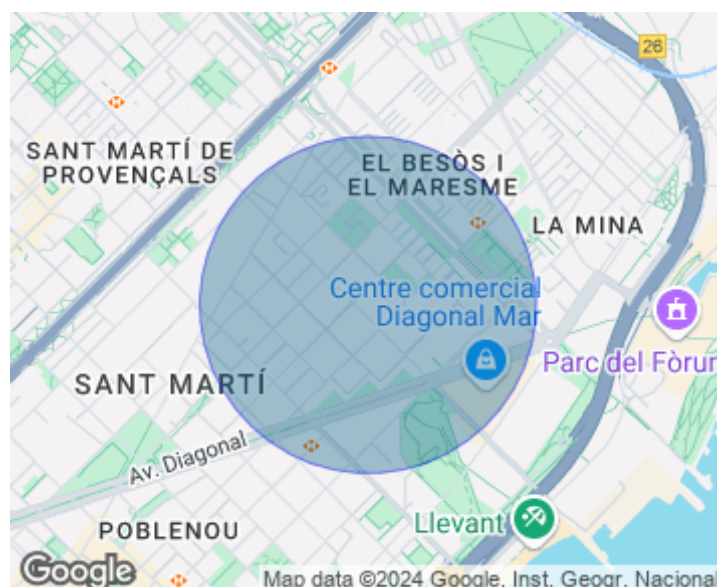 26
SANT MARTÍ DE
PROVENÇALS
EL BESÒS I
EL MARESME
LA MINA
Centre comercial
Diagonal Mar
Parc del Fòrum
SANT MARTÍ
Av. Diagonal
Llevant
POBLENOU
Google
Map data ©2024 Google, Inst. Geogr. Nacional